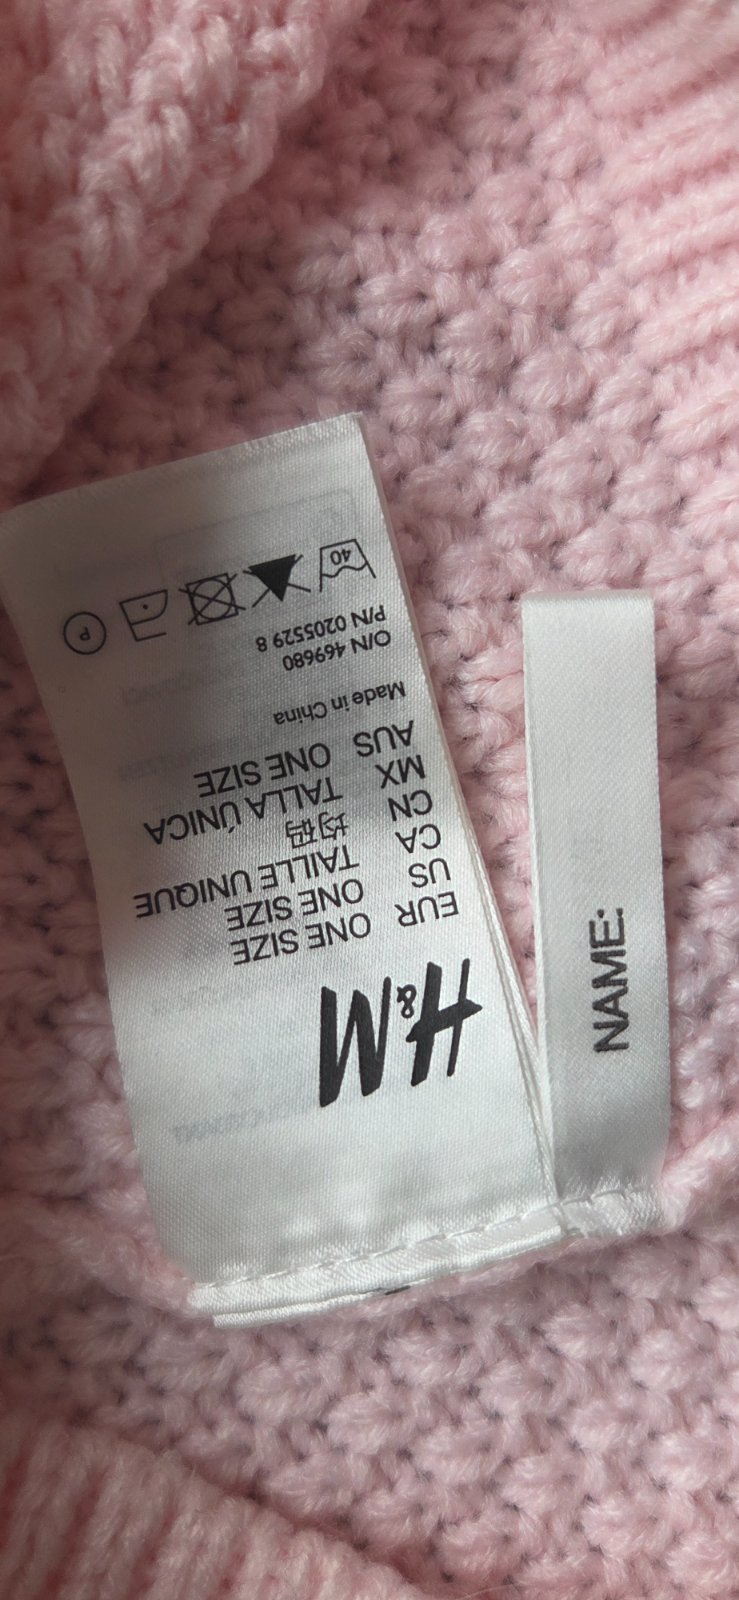 H&M
EUR ONE SIZE
US ONE SIZE
CA TAILLE UNIQUE
CN 均码
MX TALLA ÚNICA
AUS ONE SIZE
Made in China
O/N 469680
P/N 0205529 8
40
P
NAME: